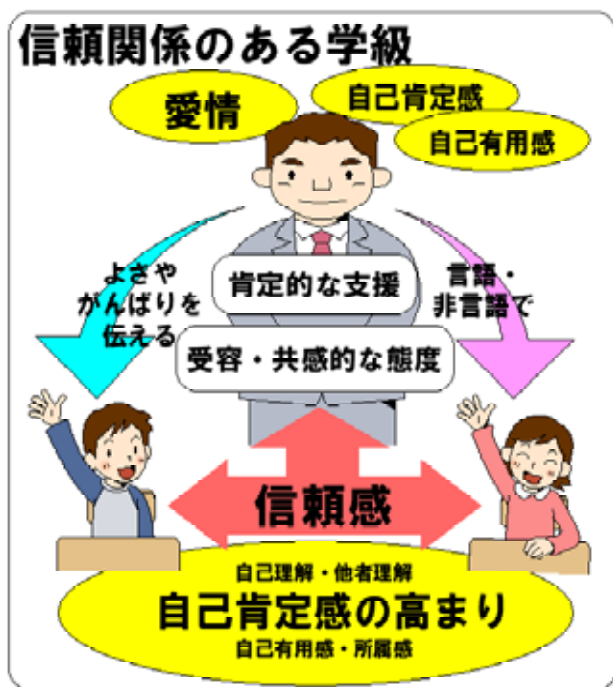 信頼関係のある学級
愛情
自己肯定感
自己有用感
よさや
がんばりを
伝える
肯定的な支援
言語・
非言語で
受容・共感的な態度
信頼感
自己理解・他者理解
自己肯定感の高まり
自己有用感・所属感